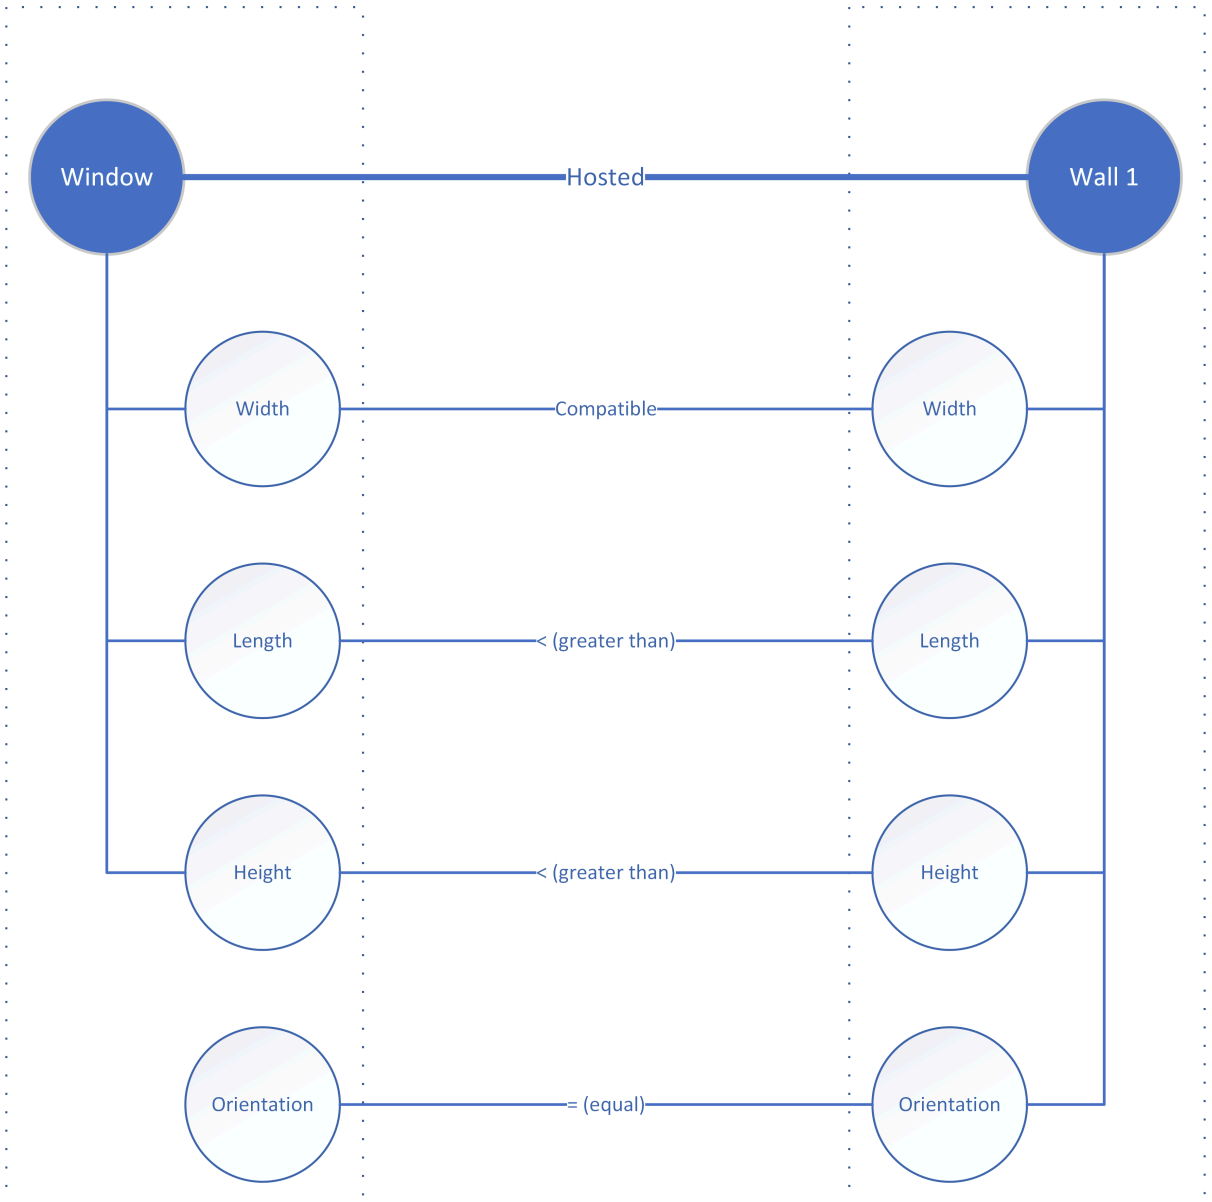 Window
Hosted
Wall 1
Width
Compatible
Width
Length
< (greater than)
Length
Height
< (greater than)
Height
Orientation
= (equal)
Orientation